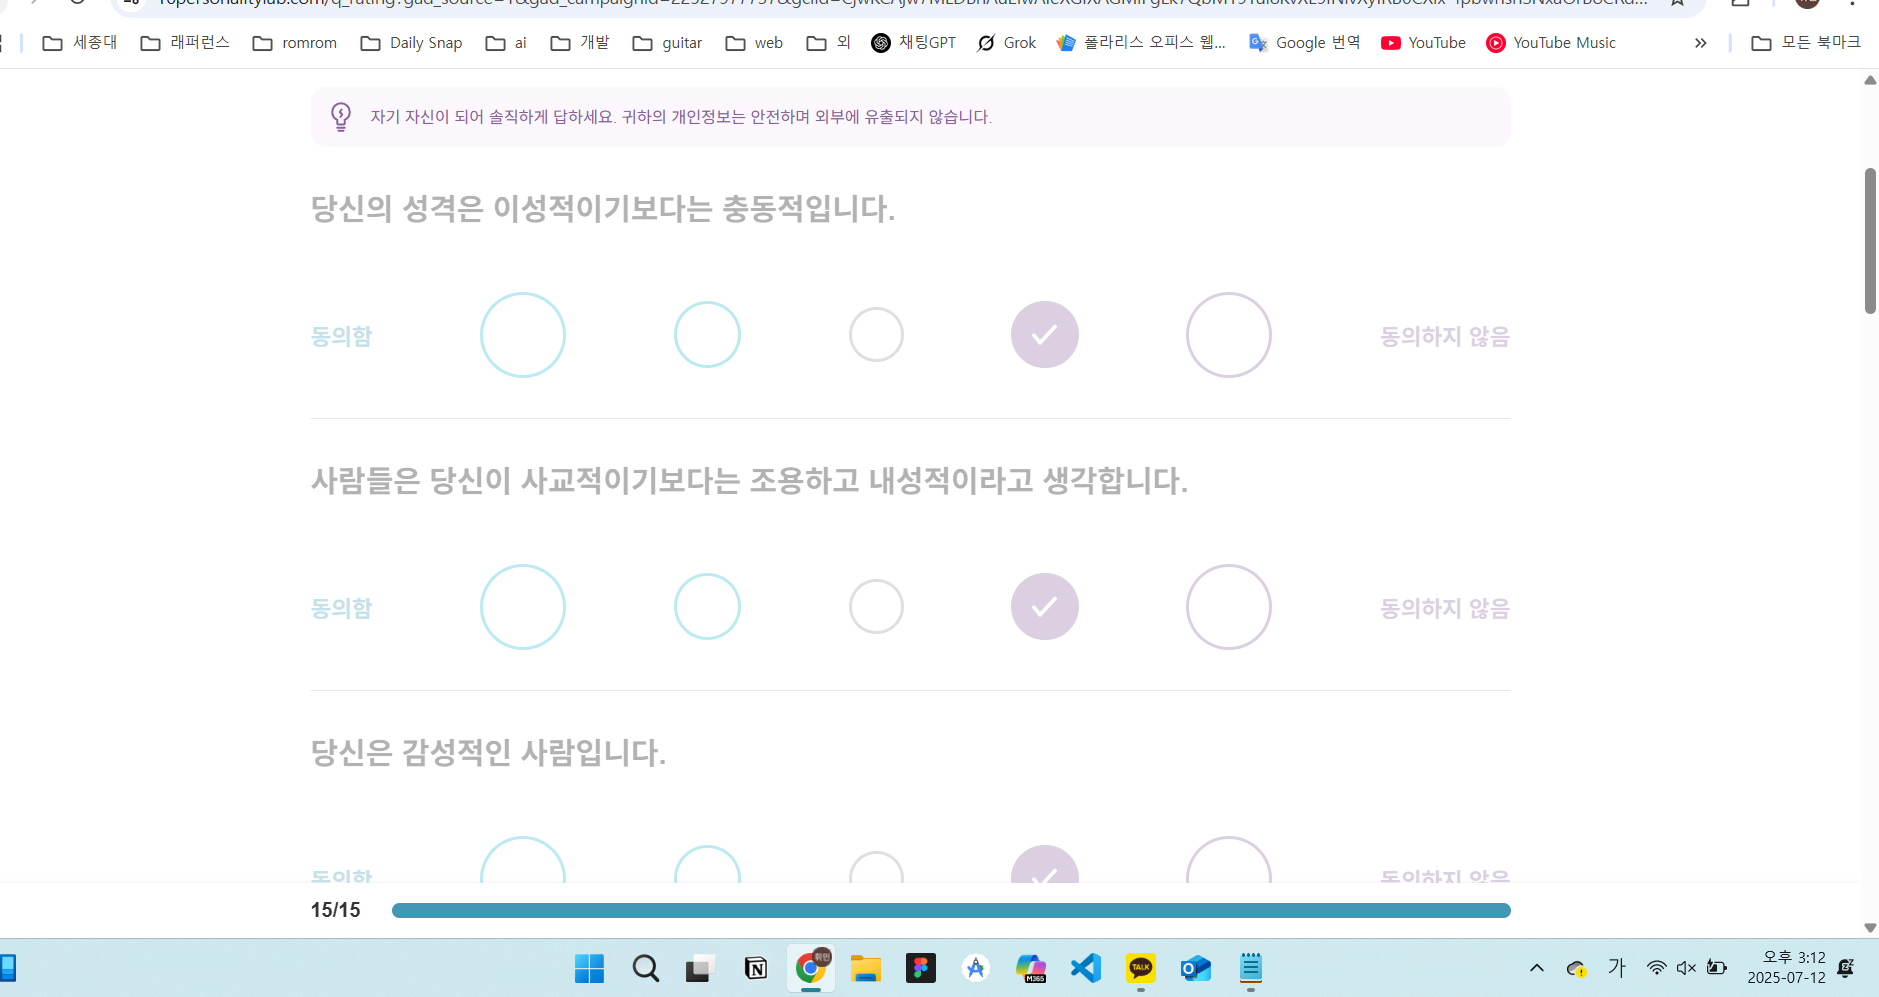 세종대 래퍼런스 romrom Daily Snap ai 개발 guitar web 외 채팅GPT Grok 폴라리스 오피스 웹... Google 번역 YouTube YouTube Music » 모든 북마크
자기 자신이 되어 솔직하게 답하세요. 귀하의 개인정보는 안전하며 외부에 유출되지 않습니다.
당신의 성격은 이성적이기보다는 충동적입니다.
동의함 동의하지 않음
사람들은 당신이 사교적이기보다는 조용하고 내성적이라고 생각합니다.
동의함 동의하지 않음
당신은 감성적인 사람입니다.
동의함 동의하지 않음
15/15
휘민
TALK
M365
가
오후 3:12
2025-07-12